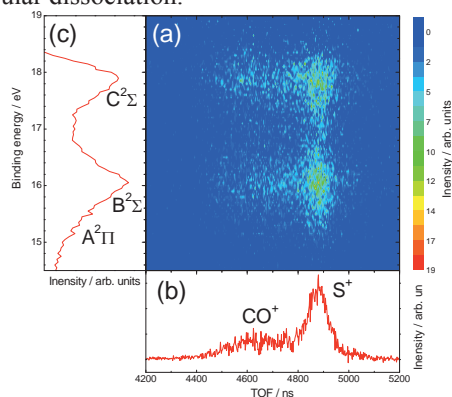 ular dissociation.
(c)
(a)
19
18
17
16
15
Binding energy / eV
C²Σ
B²Σ
A²Π
0
2
5
7
10
12
14
17
19
Inensity / arb. units
Inensity / arb. units
(b)
CO⁺
S⁺
Inensity / arb. un
4200 4400 4600 4800 5000 5200
TOF / ns